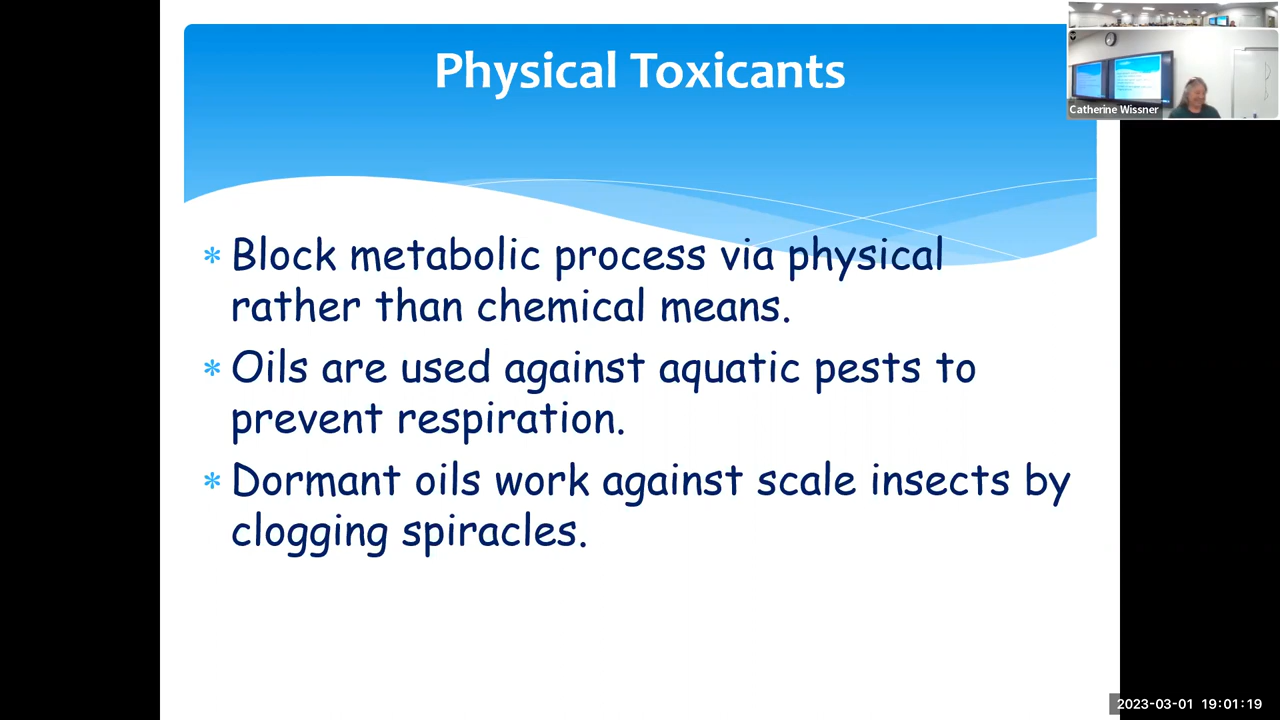 Physical Toxicants
Catherine Wissner
* Block metabolic process via physical
rather than chemical means.
* Oils are used against aquatic pests to
prevent respiration.
* Dormant oils work against scale insects by
clogging spiracles.
2023-03-01 19:01:19